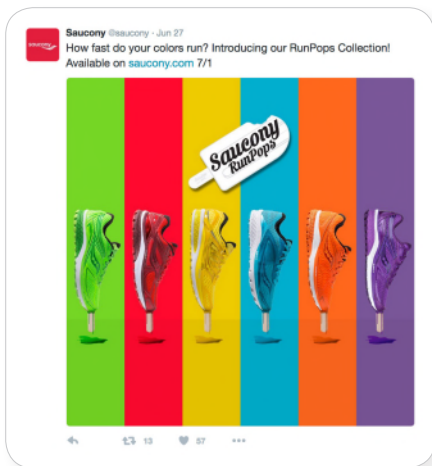 Saucony @saucony · Jun 27
How fast do your colors run? Introducing our RunPops Collection!
Available on saucony.com 7/1
saucony
Saucony
RunPops
13 57